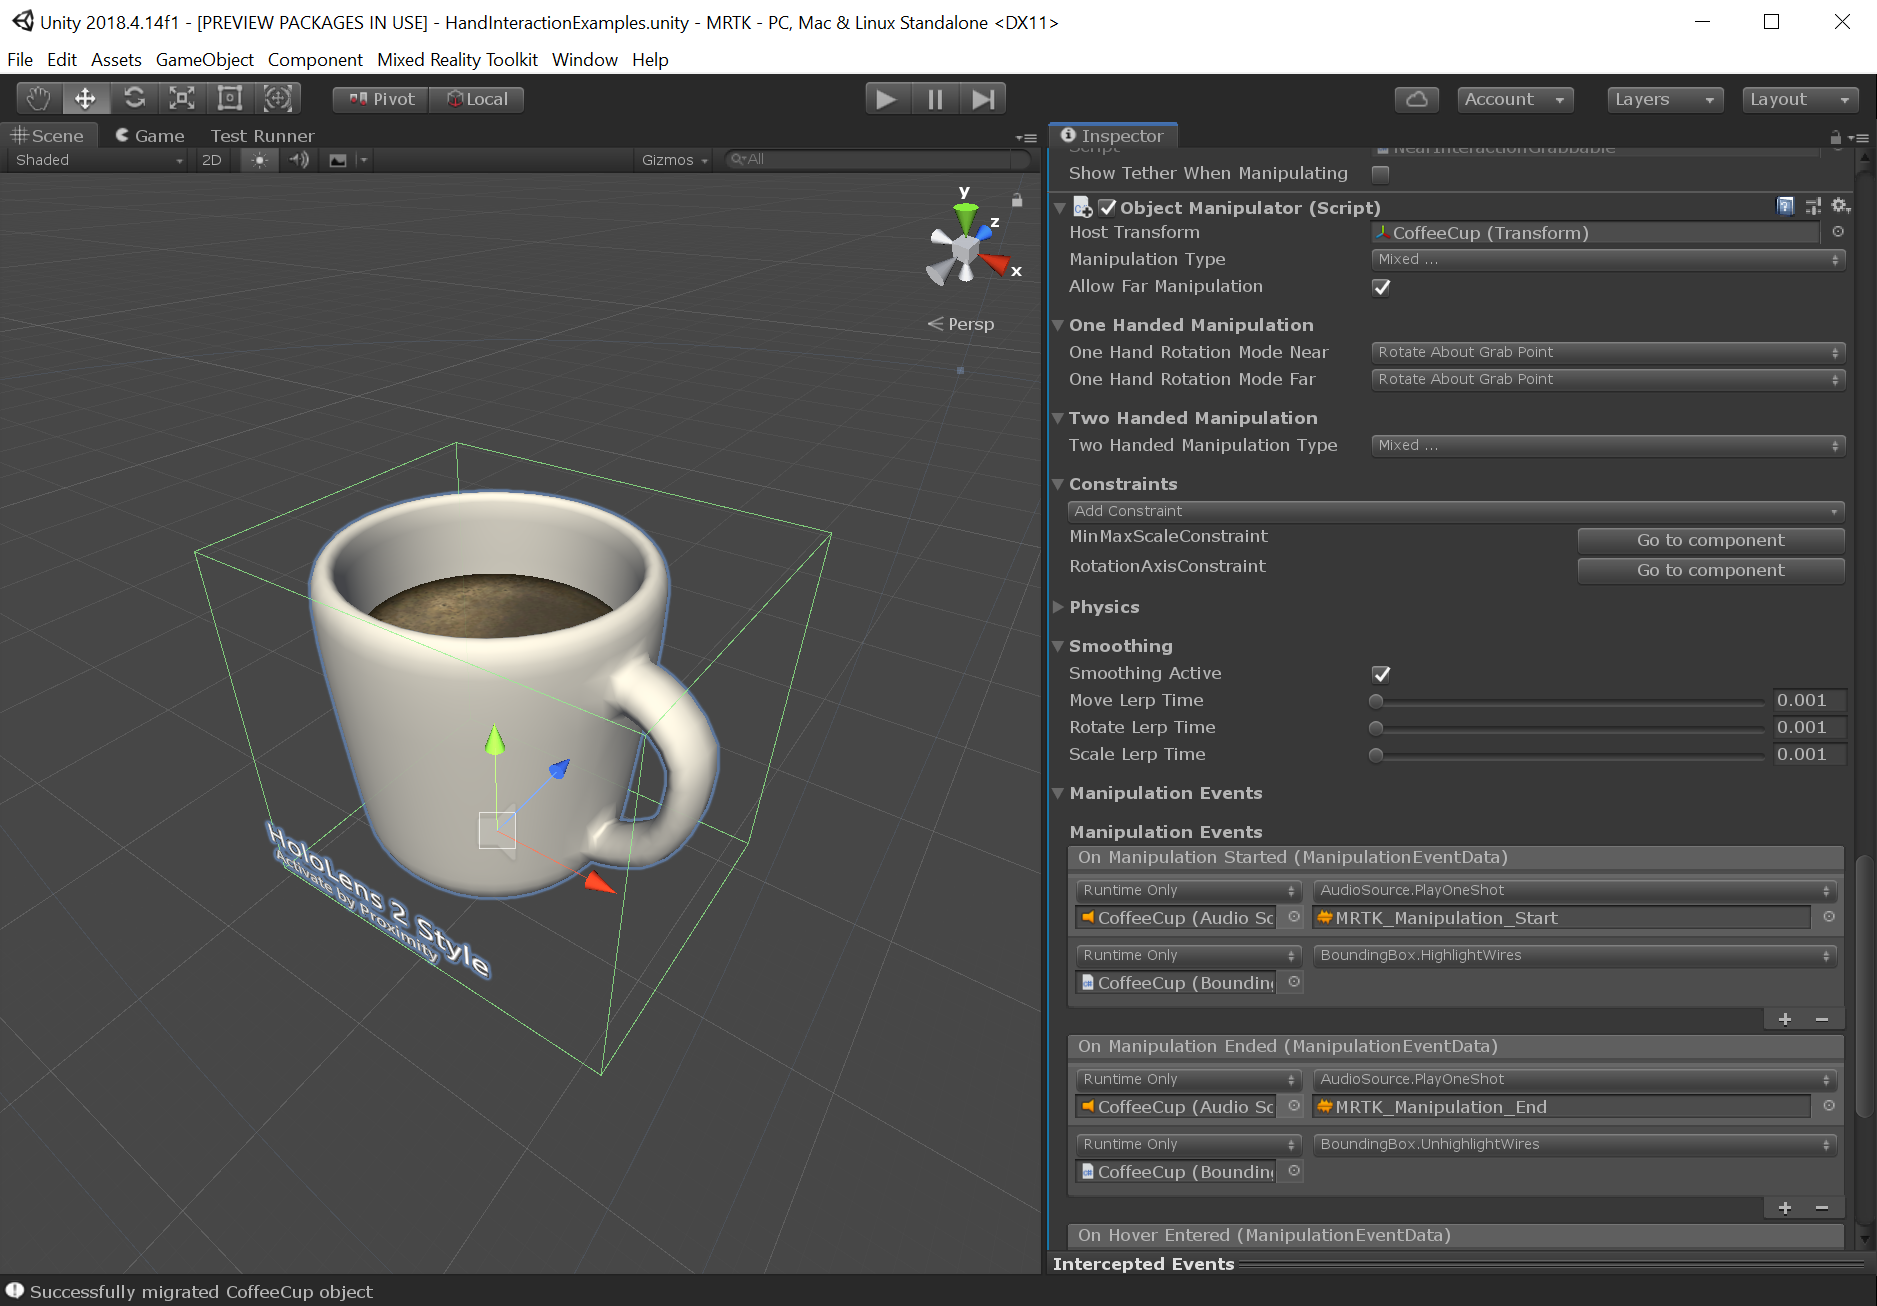 Unity 2018.4.14f1 - [PREVIEW PACKAGES IN USE] - HandInteractionExamples.unity - MRTK - PC, Mac & Linux Standalone <DX11>
File Edit Assets GameObject Component Mixed Reality Toolkit Window Help
Pivot Local Account Layers Layout
Scene Game Test Runner
Shaded 2D Gizmos All
y
z
x
Persp
HoloLens 2 Style
Activate by Proximity
Inspector
Script NearInteractionGrabbable
Show Tether When Manipulating
Object Manipulator (Script)
Host Transform CoffeeCup (Transform)
Manipulation Type Mixed ...
Allow Far Manipulation
One Handed Manipulation
One Hand Rotation Mode Near Rotate About Grab Point
One Hand Rotation Mode Far Rotate About Grab Point
Two Handed Manipulation
Two Handed Manipulation Type Mixed ...
Constraints
Add Constraint
MinMaxScaleConstraint Go to component
RotationAxisConstraint Go to component
Physics
Smoothing
Smoothing Active
Move Lerp Time 0.001
Rotate Lerp Time 0.001
Scale Lerp Time 0.001
Manipulation Events
Manipulation Events
On Manipulation Started (ManipulationEventData)
Runtime Only AudioSource.PlayOneShot
CoffeeCup (Audio Sc MRTK_Manipulation_Start
Runtime Only BoundingBox.HighlightWires
CoffeeCup (Bounding
+ −
On Manipulation Ended (ManipulationEventData)
Runtime Only AudioSource.PlayOneShot
CoffeeCup (Audio Sc MRTK_Manipulation_End
Runtime Only BoundingBox.UnhighlightWires
CoffeeCup (Bounding
+ −
On Hover Entered (ManipulationEventData)
Intercepted Events
Successfully migrated CoffeeCup object